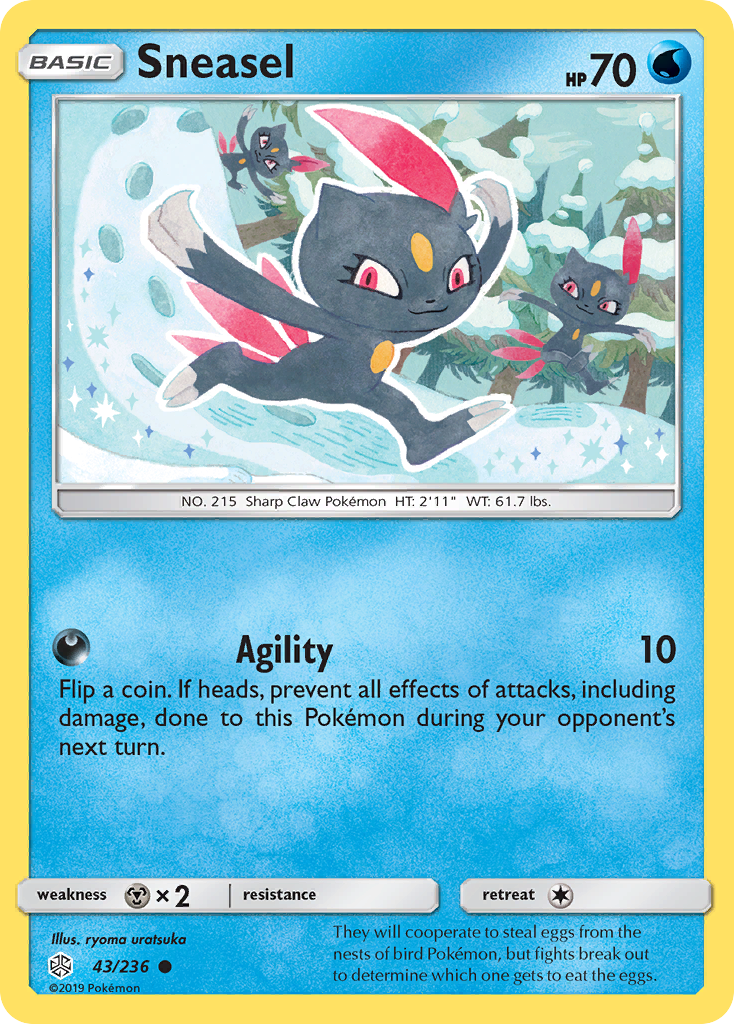 BASIC Sneasel HP70
NO. 215 Sharp Claw Pokémon HT: 2'11" WT: 61.7 lbs.
Agility 10
Flip a coin. If heads, prevent all effects of attacks, including
damage, done to this Pokémon during your opponent's
next turn.
weakness ×2 resistance retreat
Illus. ryoma uratsuka
43/236
©2019 Pokémon
They will cooperate to steal eggs from the
nests of bird Pokémon, but fights break out
to determine which one gets to eat the eggs.